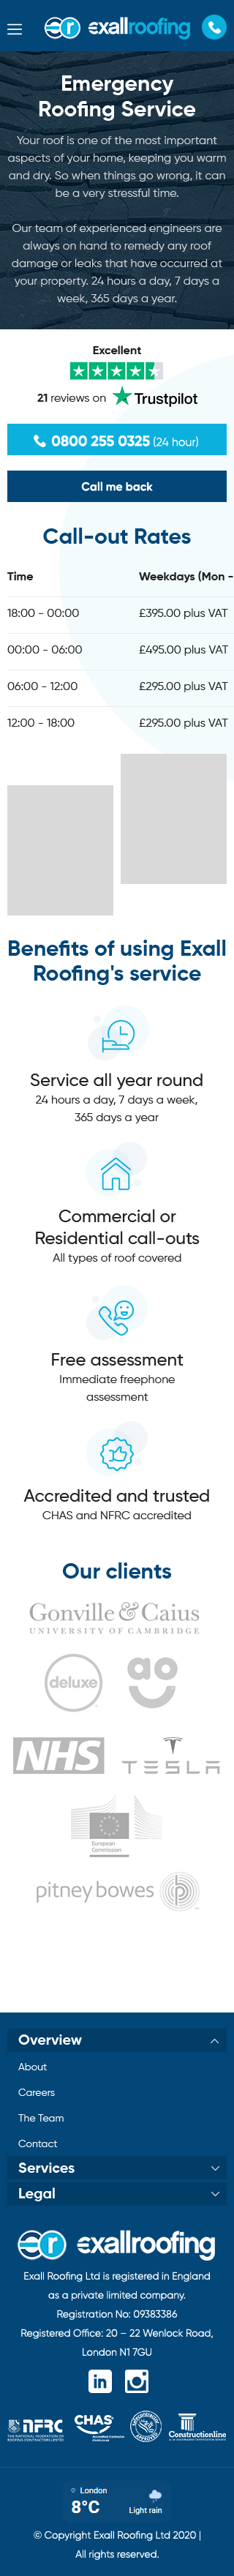 er exallroofing
Emergency
Roofing Service
Your roof is one of the most important
aspects of your home, keeping you warm
and dry. So when things go wrong, it can
be a very stressful time.
Our team of experienced engineers are
always on hand to remedy any roof
damage or leaks that have occurred at
your property. 24 hours a day, 7 days a
week, 365 days a year.
Excellent
21 reviews on Trustpilot
0800 255 0325 (24 hour)
Call me back
Call-out Rates
Time Weekdays (Mon -
18:00 - 00:00 £395.00 plus VAT
00:00 - 06:00 £495.00 plus VAT
06:00 - 12:00 £295.00 plus VAT
12:00 - 18:00 £295.00 plus VAT
Benefits of using Exall
Roofing's service
Service all year round
24 hours a day, 7 days a week,
365 days a year
Commercial or
Residential call-outs
All types of roof covered
Free assessment
Immediate freephone
assessment
Accredited and trusted
CHAS and NFRC accredited
Our clients
Gonville & Caius
UNIVERSITY OF CAMBRIDGE
deluxe
ao
NHS
TESLA
European
Commission
pitney bowes
Overview
About
Careers
The Team
Contact
Services
Legal
er exallroofing
Exall Roofing Ltd is registered in England
as a private limited company.
Registration No: 09383386
Registered Office: 20 – 22 Wenlock Road,
London N1 7GU
in
NFRC
THE NATIONAL FEDERATION OF
ROOFING CONTRACTORS LIMITED
CHAS
Constructionline
London
8°C
Light rain
© Copyright Exall Roofing Ltd 2020 |
All rights reserved.